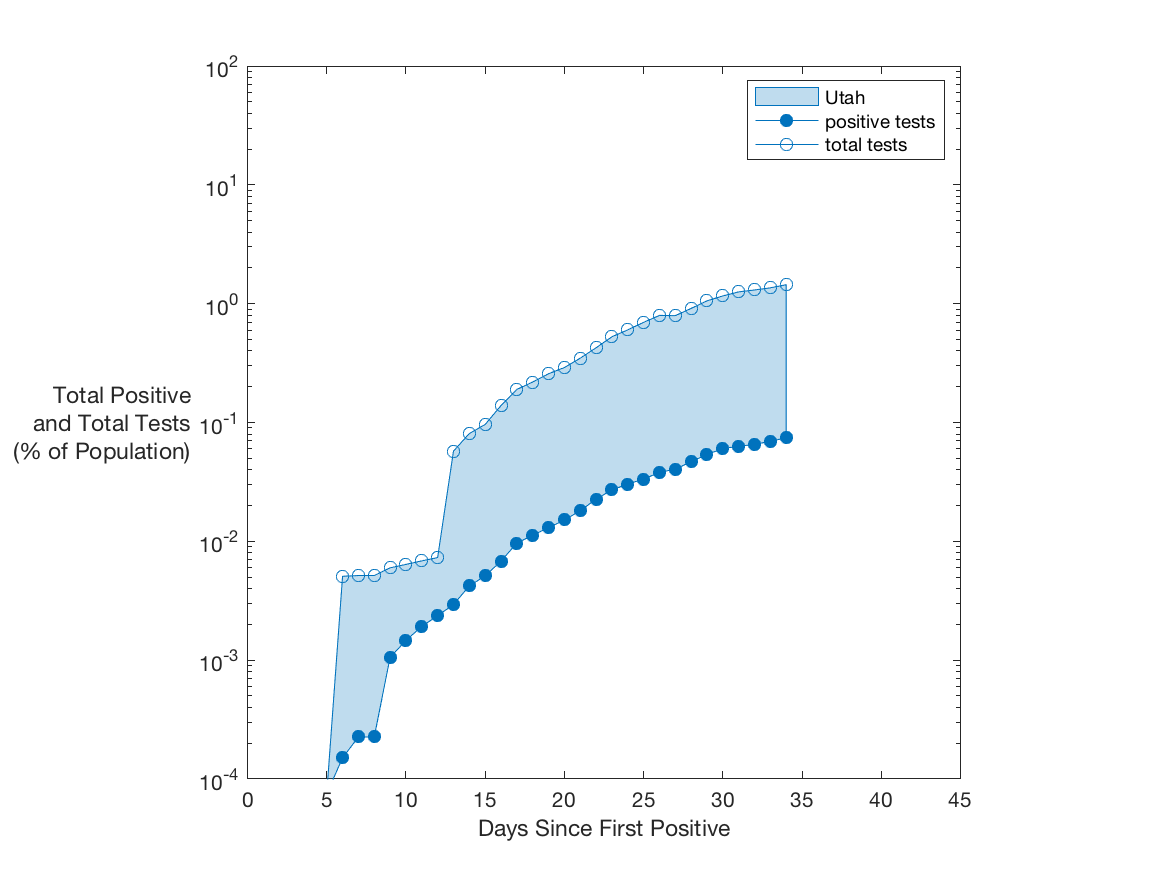 10^2
10^1
10^0
10^-1
10^-2
10^-3
10^-4
Total Positive
and Total Tests
(% of Population)
Utah
positive tests
total tests
0 5 10 15 20 25 30 35 40 45
Days Since First Positive